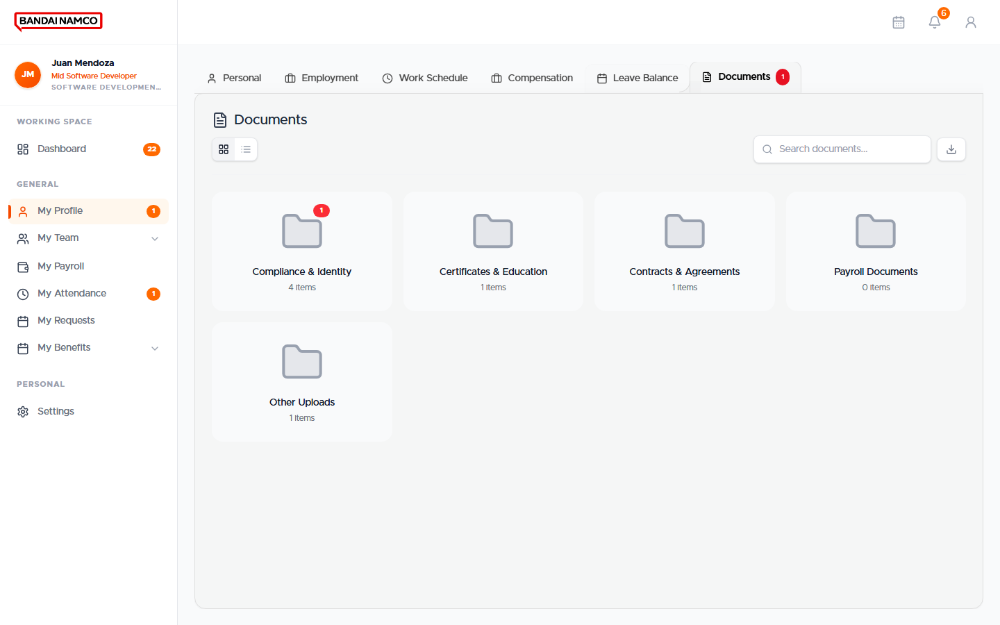 BANDAI NAMCO
6
JM
Juan Mendoza
Mid Software Developer
SOFTWARE DEVELOPMEN...
WORKING SPACE
Dashboard
22
GENERAL
My Profile
1
My Team
My Payroll
My Attendance
1
My Requests
My Benefits
PERSONAL
Settings
Personal
Employment
Work Schedule
Compensation
Leave Balance
Documents
1
Documents
Search documents...
1
Compliance & Identity
4 items
Certificates & Education
1 items
Contracts & Agreements
1 items
Payroll Documents
0 items
Other Uploads
1 items